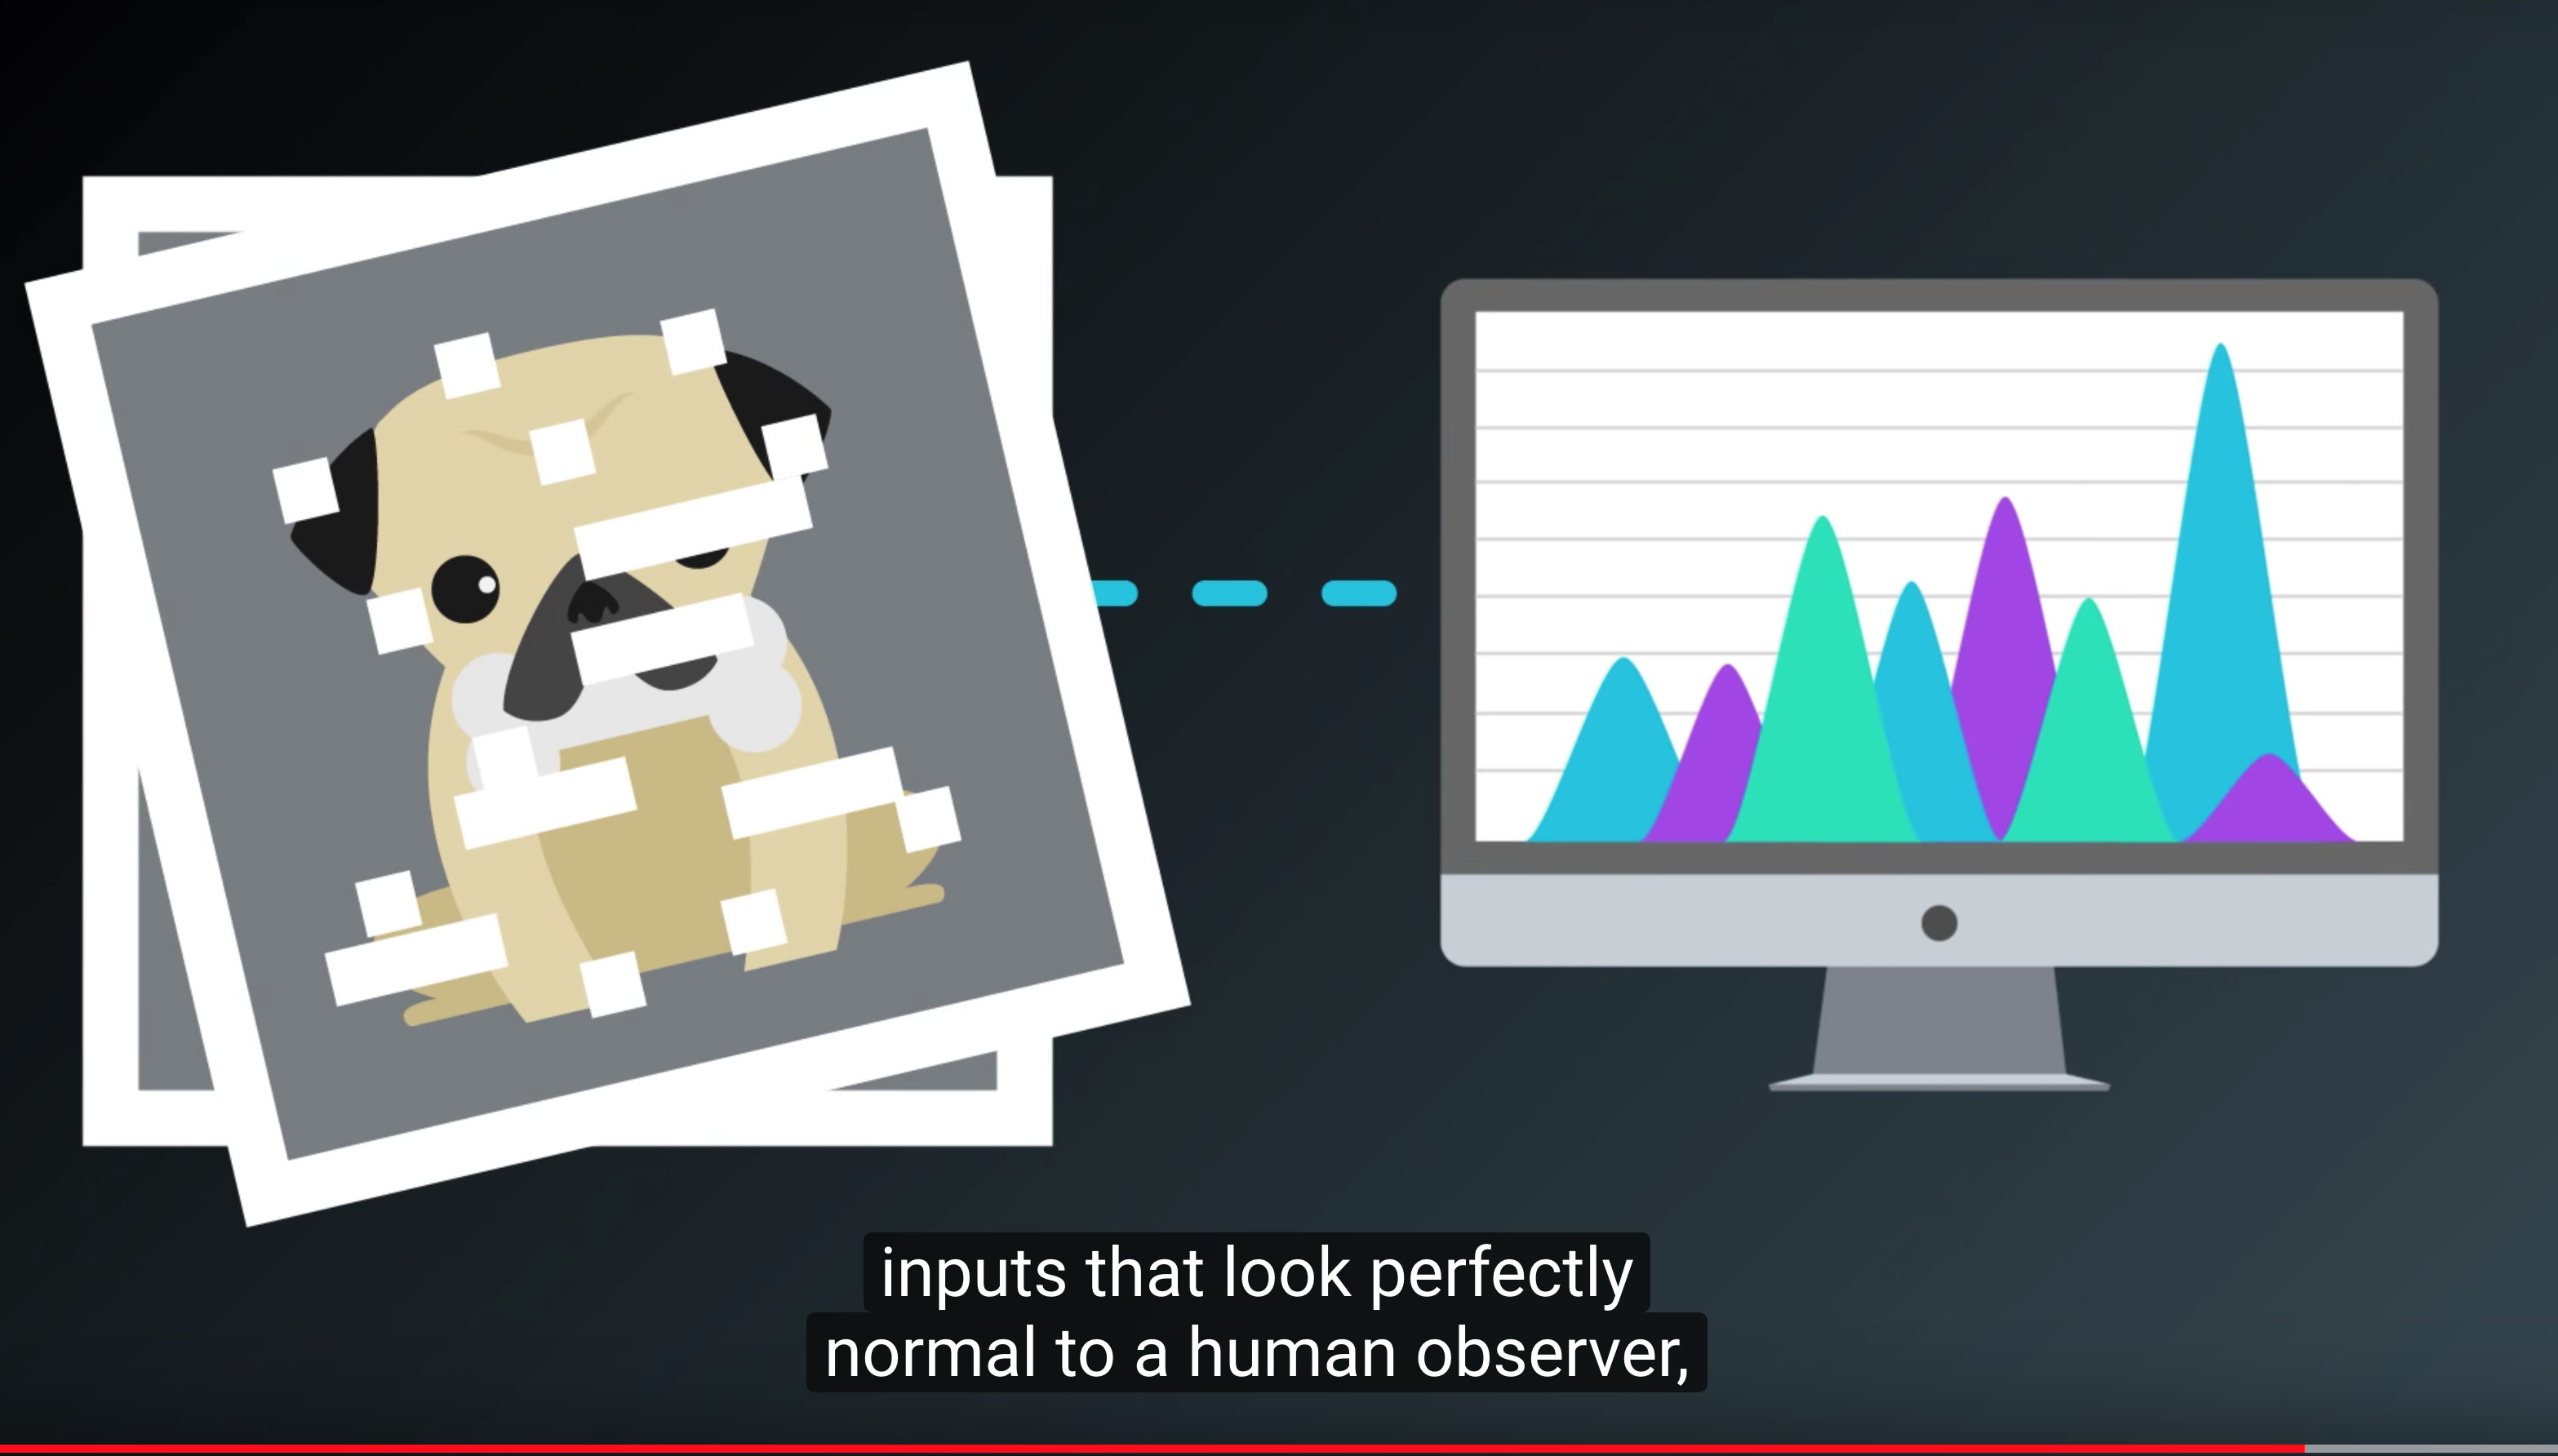 inputs that look perfectly
normal to a human observer,